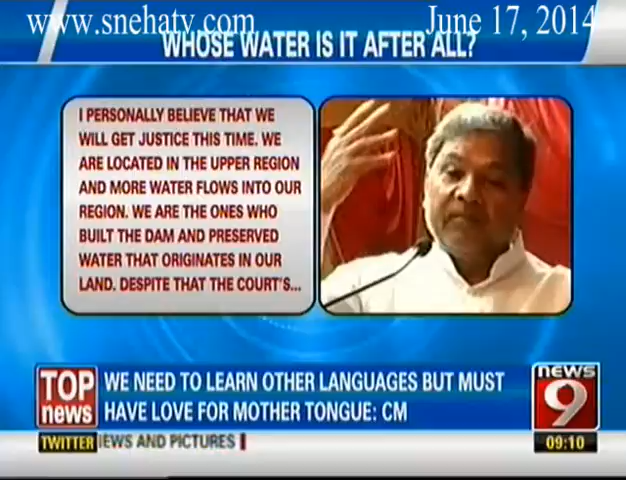 www.snehatv.com
June 17, 2014
WHOSE WATER IS IT AFTER ALL?
I PERSONALLY BELIEVE THAT WE
WILL GET JUSTICE THIS TIME. WE
ARE LOCATED IN THE UPPER REGION
AND MORE WATER FLOWS INTO OUR
REGION. WE ARE THE ONES WHO
BUILT THE DAM AND PRESERVED
WATER THAT ORIGINATES IN OUR
LAND. DESPITE THAT THE COURT'S...
TOP
news
WE NEED TO LEARN OTHER LANGUAGES BUT MUST
HAVE LOVE FOR MOTHER TONGUE: CM
NEWS
9
TWITTER
IEWS AND PICTURES
09:10